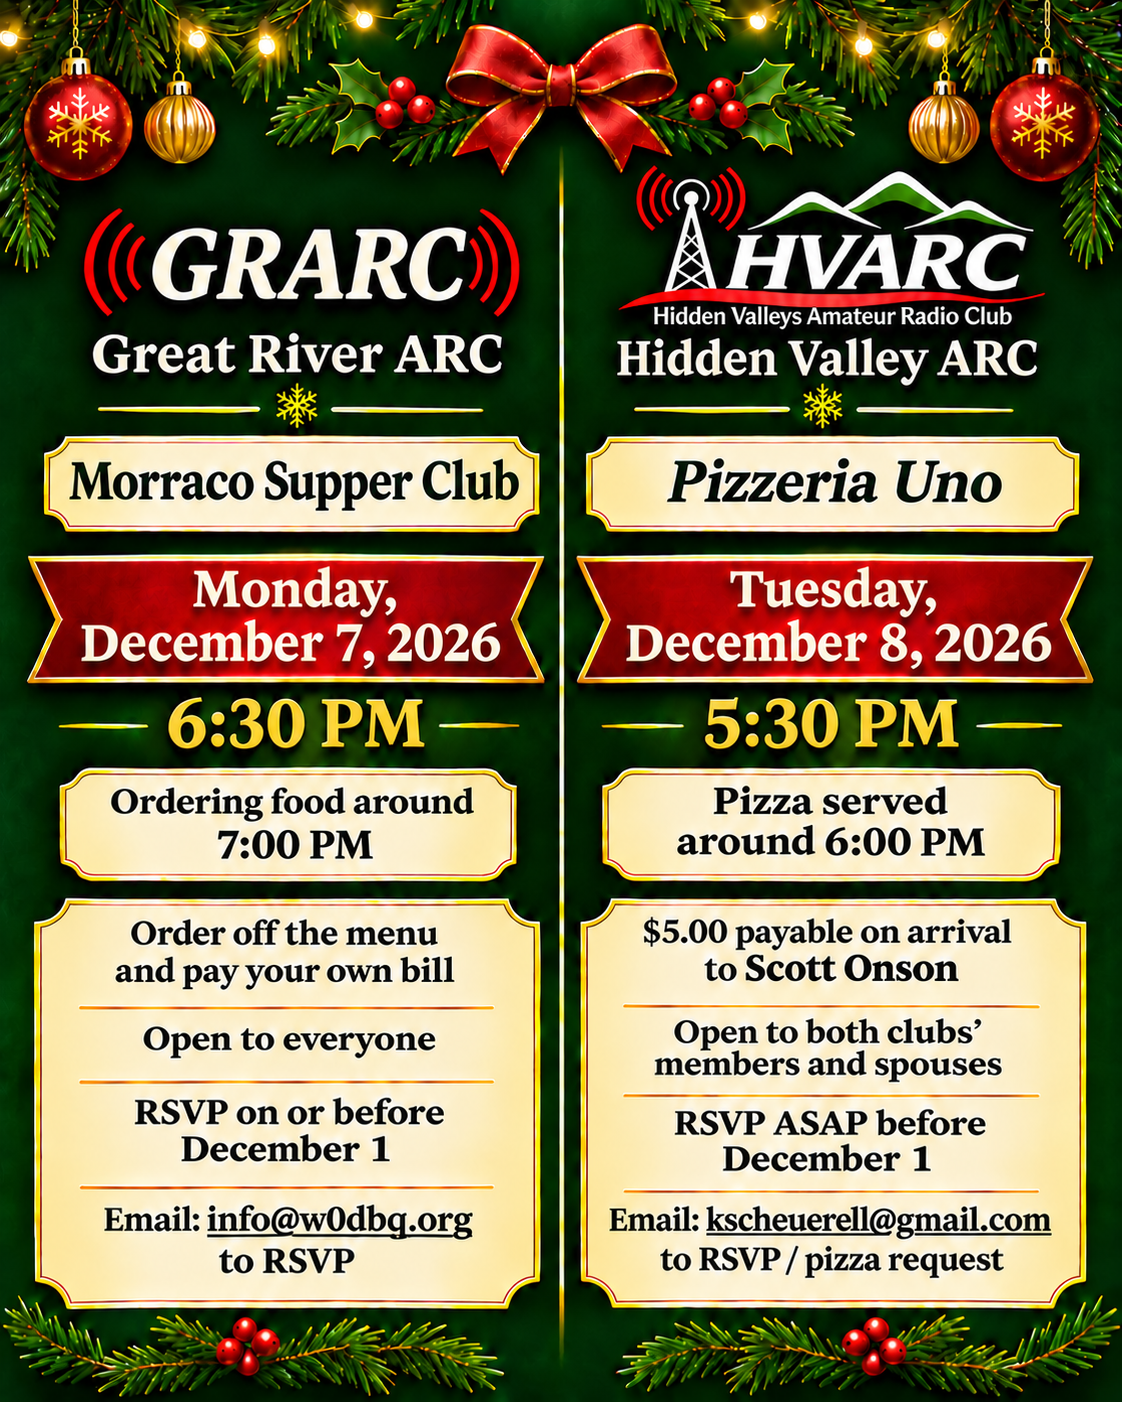 GRARC
Great River ARC
Morraco Supper Club
Monday,
December 7, 2026
6:30 PM
Ordering food around
7:00 PM
Order off the menu
and pay your own bill
Open to everyone
RSVP on or before
December 1
Email: info@w0dbq.org
to RSVP
HVARC
Hidden Valleys Amateur Radio Club
Hidden Valley ARC
Pizzeria Uno
Tuesday,
December 8, 2026
5:30 PM
Pizza served
around 6:00 PM
$5.00 payable on arrival
to Scott Onson
Open to both clubs’
members and spouses
RSVP ASAP before
December 1
Email: kscheuerell@gmail.com
to RSVP / pizza request